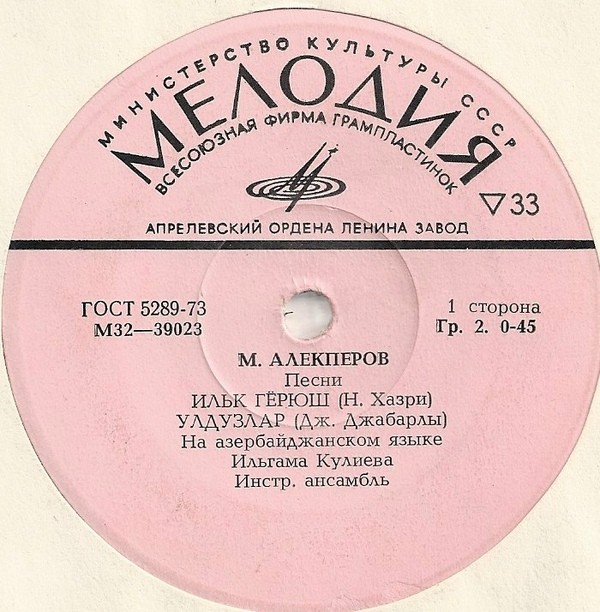 МИНИСТЕРСТВО КУЛЬТУРЫ СССР
МЕЛОДИЯ
ВСЕСОЮЗНАЯ ФИРМА ГРАМПЛАСТИНОК
▽33
АПРЕЛЕВСКИЙ ОРДЕНА ЛЕНИНА ЗАВОД
ГОСТ 5289-73
М32—39023
1 сторона
Гр. 2. 0-45
М. АЛЕКПЕРОВ
Песни
ИЛЬК ГЁРЮШ (Н. Хазри)
УЛДУЗЛАР (Дж. Джабарлы)
На азербайджанском языке
Ильгама Кулиева
Инстр. ансамбль